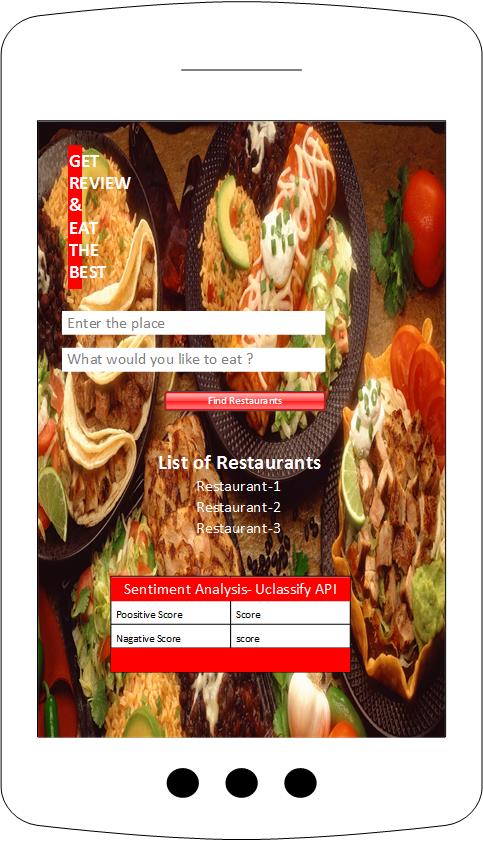 GET
REVIEW
&
EAT
THE
BEST
Enter the place
What would you like to eat ?
Find Restaurants
List of Restaurants
Restaurant-1
Restaurant-2
Restaurant-3
Sentiment Analysis- Uclassify API
Poositive Score Score
Nagative Score score